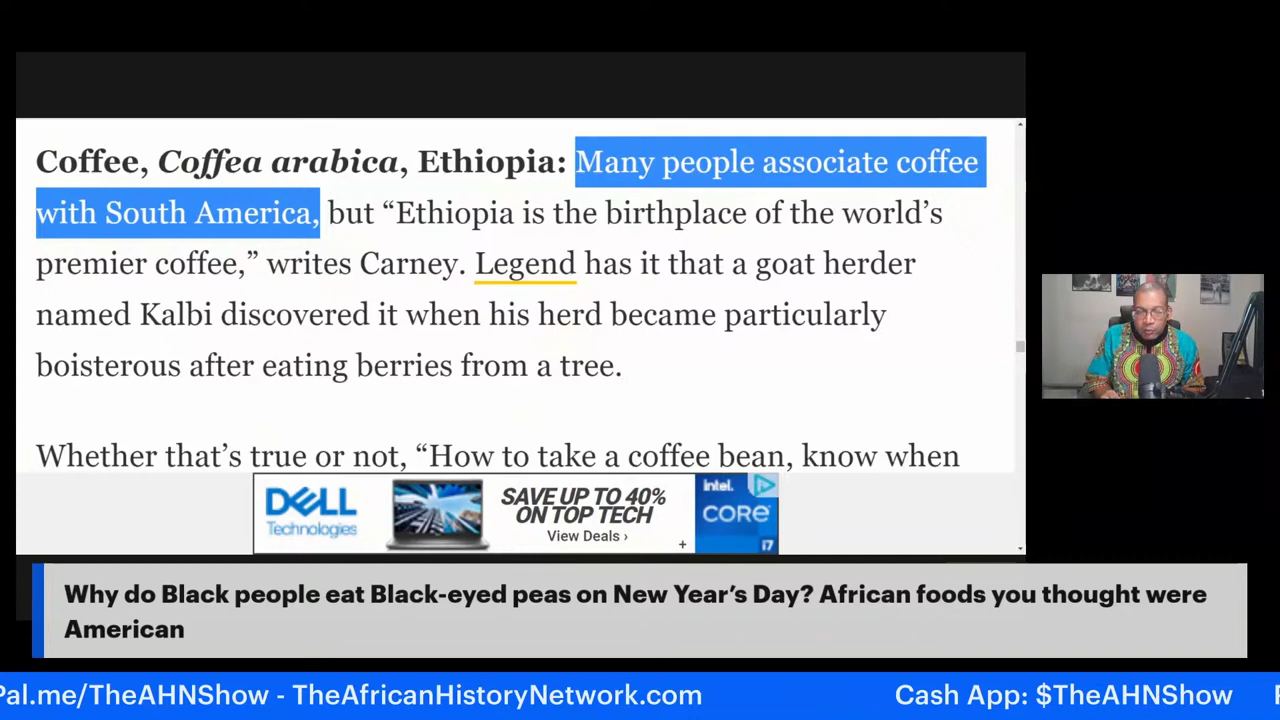 Coffee, Coffea arabica, Ethiopia: Many people associate coffee
with South America, but “Ethiopia is the birthplace of the world’s
premier coffee,” writes Carney. Legend has it that a goat herder
named Kalbi discovered it when his herd became particularly
boisterous after eating berries from a tree.
Whether that’s true or not, “How to take a coffee bean, know when
DELL
Technologies
SAVE UP TO 40%
ON TOP TECH
View Deals ›
intel.
CORE
i7
Why do Black people eat Black-eyed peas on New Year’s Day? African foods you thought were
American
Pal.me/TheAHNShow - TheAfricanHistoryNetwork.com
Cash App: $TheAHNShow